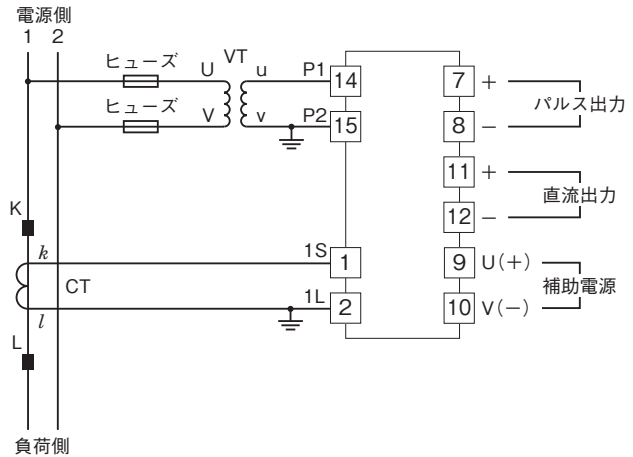 電源側
1 2
ヒューズ U VT u P1 14 7 +
パルス出力
ヒューズ V v P2 15 8 −
11 +
直流出力
12 −
K
k 1S 1 9 U(+)
CT 補助電源
l 1L 2 10 V(−)
L
負荷側